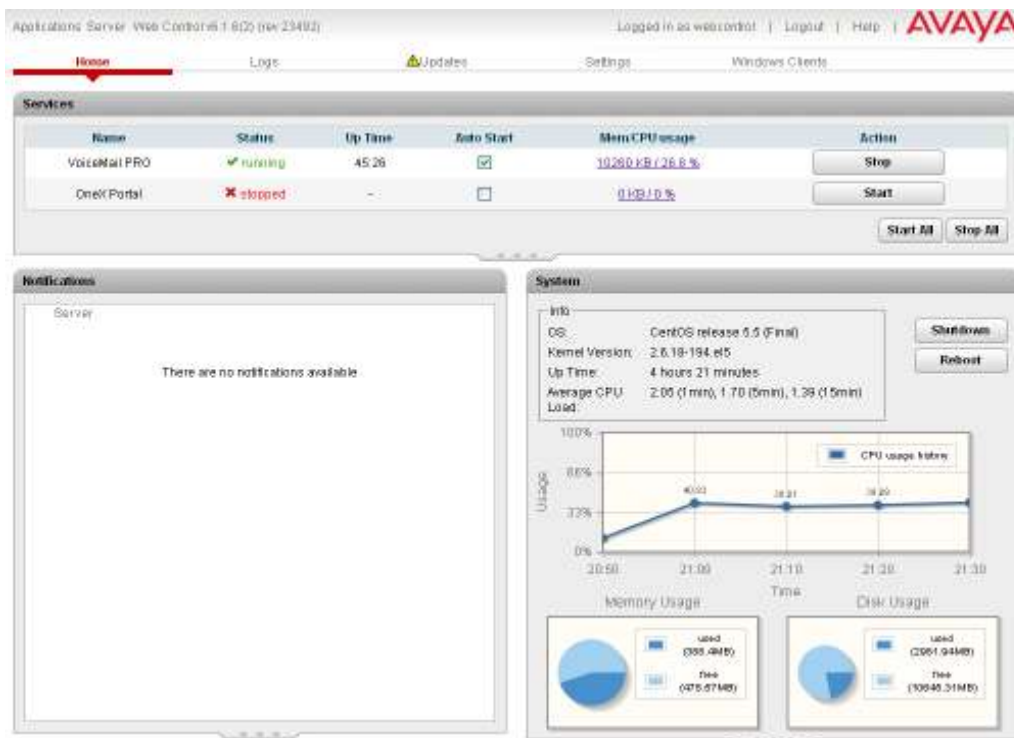 Applications Server Web Control v6.1.6(2) (rev 23492)
Logged in as webcontrol | Logout | Help | AVAYA
Home Logs Updates Settings Windows Clients
Services
Name Status Up Time Auto Start Mem/CPU usage Action
VoiceMail PRO running 45:26 10260 KB / 26.8 % Stop
OneX Portal stopped - 0 KB / 0 % Start
Start All Stop All
Notifications
Server
There are no notifications available
System
Info
OS: CentOS release 5.5 (Final)
Kernel Version: 2.6.18-194.el5
Up Time: 4 hours 21 minutes
Average CPU Load: 2.05 (1min), 1.70 (5min), 1.39 (15min)
Shutdown
Reboot
100%
CPU usage history
66%
33%
0%
Usage
20:50 21:00 21:10 21:20 21:30
Time
Memory Usage Disk Usage
used
free
(475.67MB)
used
(2961.94MB)
free
(10646.31MB)